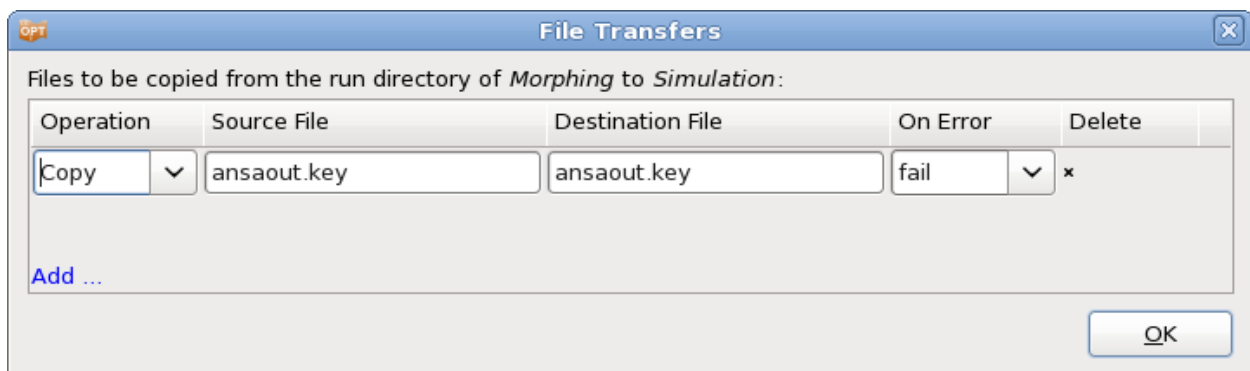 OPT
File Transfers
Files to be copied from the run directory of Morphing to Simulation:
Operation Source File Destination File On Error Delete
Copy ansaout.key ansaout.key fail
Add ...
OK